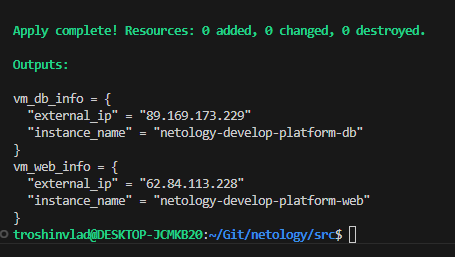 Apply complete! Resources: 0 added, 0 changed, 0 destroyed.
Outputs:
vm_db_info = {
  "external_ip" = "89.169.173.229"
  "instance_name" = "netology-develop-platform-db"
}
vm_web_info = {
  "external_ip" = "62.84.113.228"
  "instance_name" = "netology-develop-platform-web"
}
troshinvlad@DESKTOP-JCMKB20:~/Git/netology/src$